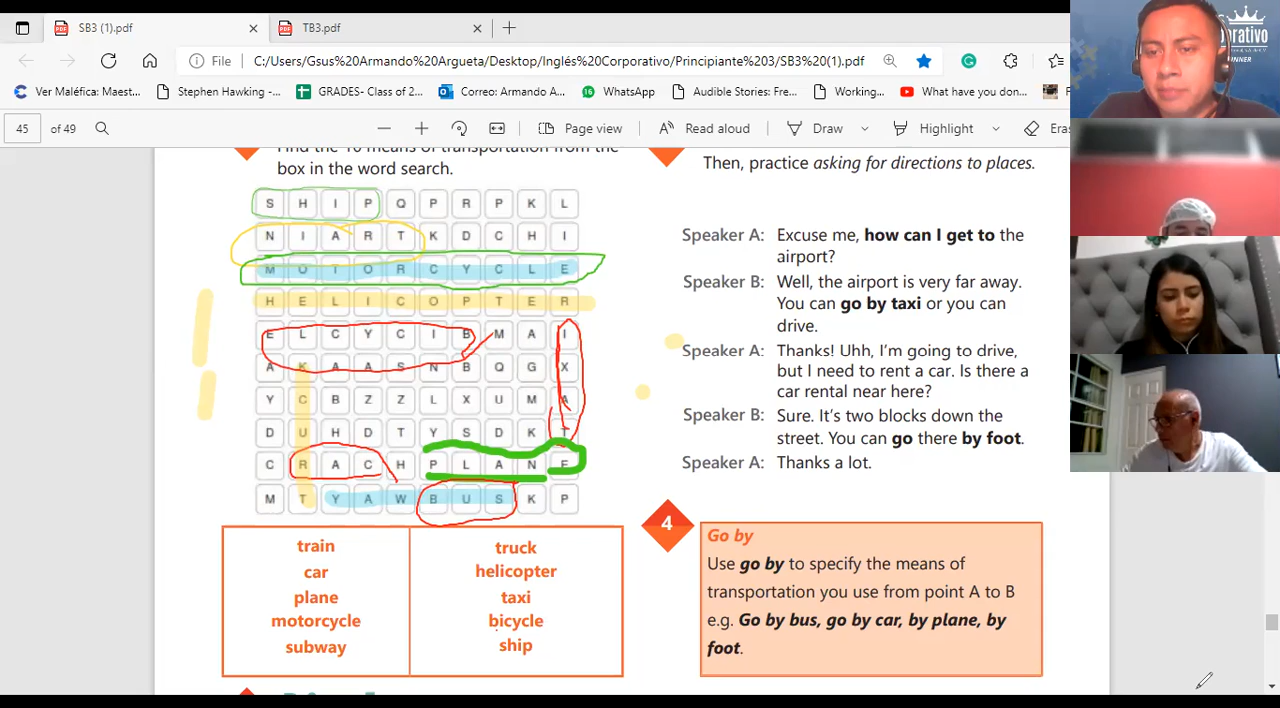 SB3 (1).pdf
TB3.pdf
File
C:/Users/Gsus%20Armando%20Argueta/Desktop/Ingles%20Corporativo/Principiante%203/SB3%20(1).pdf
Ver Maléfica: Maest...
Stephen Hawking -...
GRADES- Class of 2...
Correo: Armando A...
WhatsApp
Audible Stories: Fre...
Working...
What have you don...
45 of 49
Page view
Read aloud
Draw
Highlight
Eras
Find the 10 means of transportation from the
box in the word search.
S H I P Q P R P K L
N I A R T K D C H I
M O T O R C Y C L E
H E L I C O P T E R
E L C Y C I B M A I
A K A A S N B Q G X
Y C B Z Z L X U M A
D U H D T Y S D K T
C R A C H P L A N E
M T Y A W B U S K P
train
car
plane
motorcycle
subway
truck
helicopter
taxi
bicycle
ship
Then, practice asking for directions to places.
Speaker A: Excuse me, how can I get to the
airport?
Speaker B: Well, the airport is very far away.
You can go by taxi or you can
drive.
Speaker A: Thanks! Uhh, I'm going to drive,
but I need to rent a car. Is there a
car rental near here?
Speaker B: Sure. It's two blocks down the
street. You can go there by foot.
Speaker A: Thanks a lot.
4
Go by
Use go by to specify the means of
transportation you use from point A to B
e.g. Go by bus, go by car, by plane, by
foot.